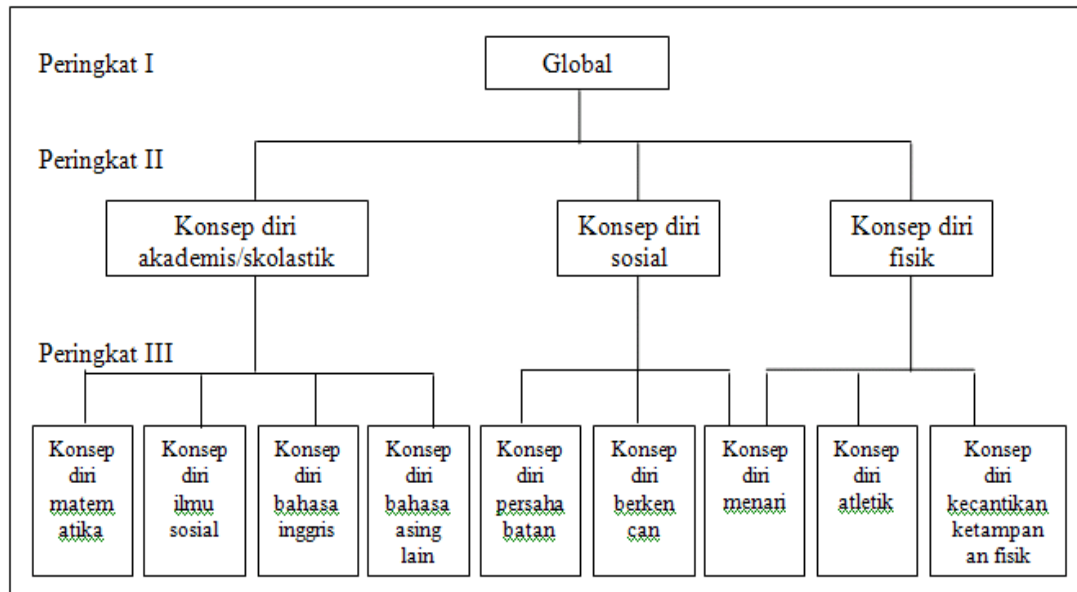 Peringkat I
Global
Peringkat II
Konsep diri
akademis/skolastik
Konsep diri
sosial
Konsep diri
fisik
Peringkat III
Konsep
diri
matem
atika
Konsep
diri
ilmu
sosial
Konsep
diri
bahasa
inggris
Konsep
diri
bahasa
asing
lain
Konsep
diri
persaha
batan
Konsep
diri
berken
can
Konsep
diri
menari
Konsep
diri
atletik
Konsep
diri
kecantikan
ketampan
an fisik